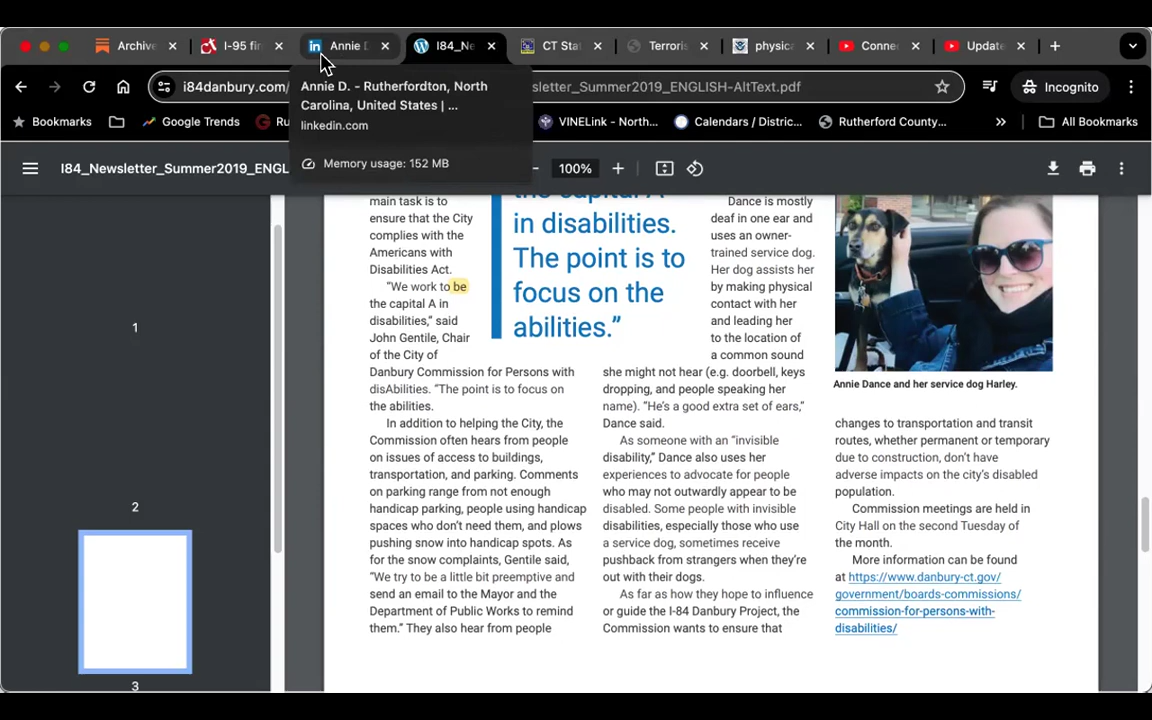 Archive
I-95 fir
Annie D
I84_Ne
CT Stat
Terroris
physica
Connec
Update
i84danbury.com/
sletter_Summer2019_ENGLISH-AltText.pdf
Incognito
Annie D. - Rutherfordton, North
Carolina, United States | ...
linkedin.com
Memory usage: 152 MB
Bookmarks
Google Trends
Ru
VINELink - North...
Calendars / Distric...
Rutherford County...
»
All Bookmarks
I84_Newsletter_Summer2019_ENGL
100%
1
2
3
main task is to
ensure that the City
complies with the
Americans with
Disabilities Act.
"We work to be
the capital A in
disabilities," said
John Gentile, Chair
of the City of
Danbury Commission for Persons with
disAbilities. "The point is to focus on
the abilities.
In addition to helping the City, the
Commission often hears from people
on issues of access to buildings,
transportation, and parking. Comments
on parking range from not enough
handicap parking, people using handicap
spaces who don't need them, and plows
pushing snow into handicap spots. As
for the snow complaints, Gentile said,
"We try to be a little bit preemptive and
send an email to the Mayor and the
Department of Public Works to remind
them." They also hear from people
the capital A
in disabilities.
The point is to
focus on the
abilities."
Dance is mostly
deaf in one ear and
uses an owner-
trained service dog.
Her dog assists her
by making physical
contact with her
and leading her
to the location of
a common sound
she might not hear (e.g. doorbell, keys
dropping, and people speaking her
name). "He's a good extra set of ears,"
Dance said.
As someone with an "invisible
disability," Dance also uses her
experiences to advocate for people
who may not outwardly appear to be
disabled. Some people with invisible
disabilities, especially those who use
a service dog, sometimes receive
pushback from strangers when they're
out with their dogs.
As far as how they hope to influence
or guide the I-84 Danbury Project, the
Commission wants to ensure that
Annie Dance and her service dog Harley.
changes to transportation and transit
routes, whether permanent or temporary
due to construction, don't have
adverse impacts on the city's disabled
population.
Commission meetings are held in
City Hall on the second Tuesday of
the month.
More information can be found
at https://www.danbury-ct.gov/
government/boards-commissions/
commission-for-persons-with-
disabilities/